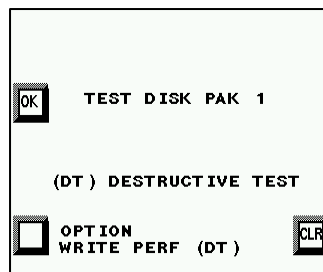 OK TEST DISK PAK 1
(DT) DESTRUCTIVE TEST
OPTION
WRITE PERF (DT)
CLR